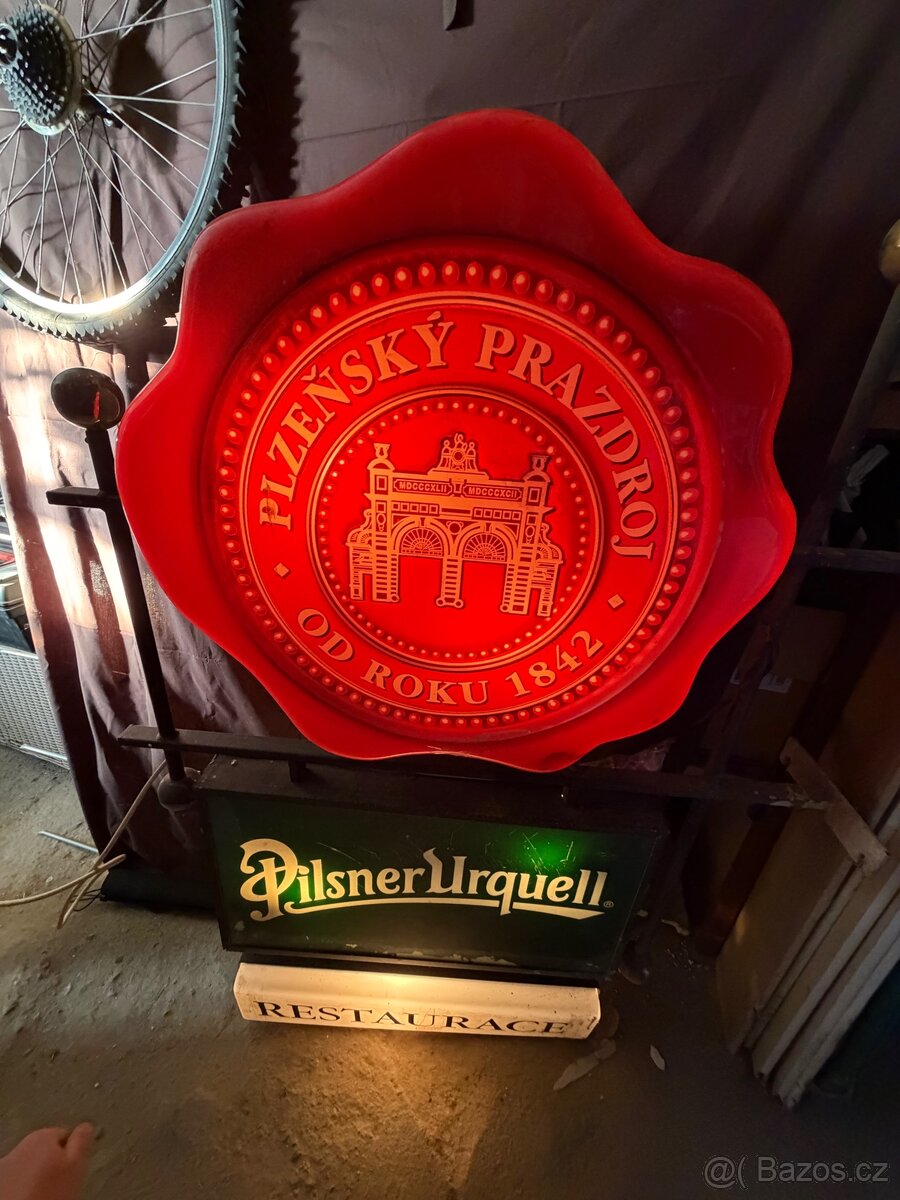 PLZEŇSKÝ PRAZDROJ
MDCCCXLII MDCCCXCII
OD ROKU 1842
Pilsner Urquell®
RESTAURACE
@( Bazos.cz